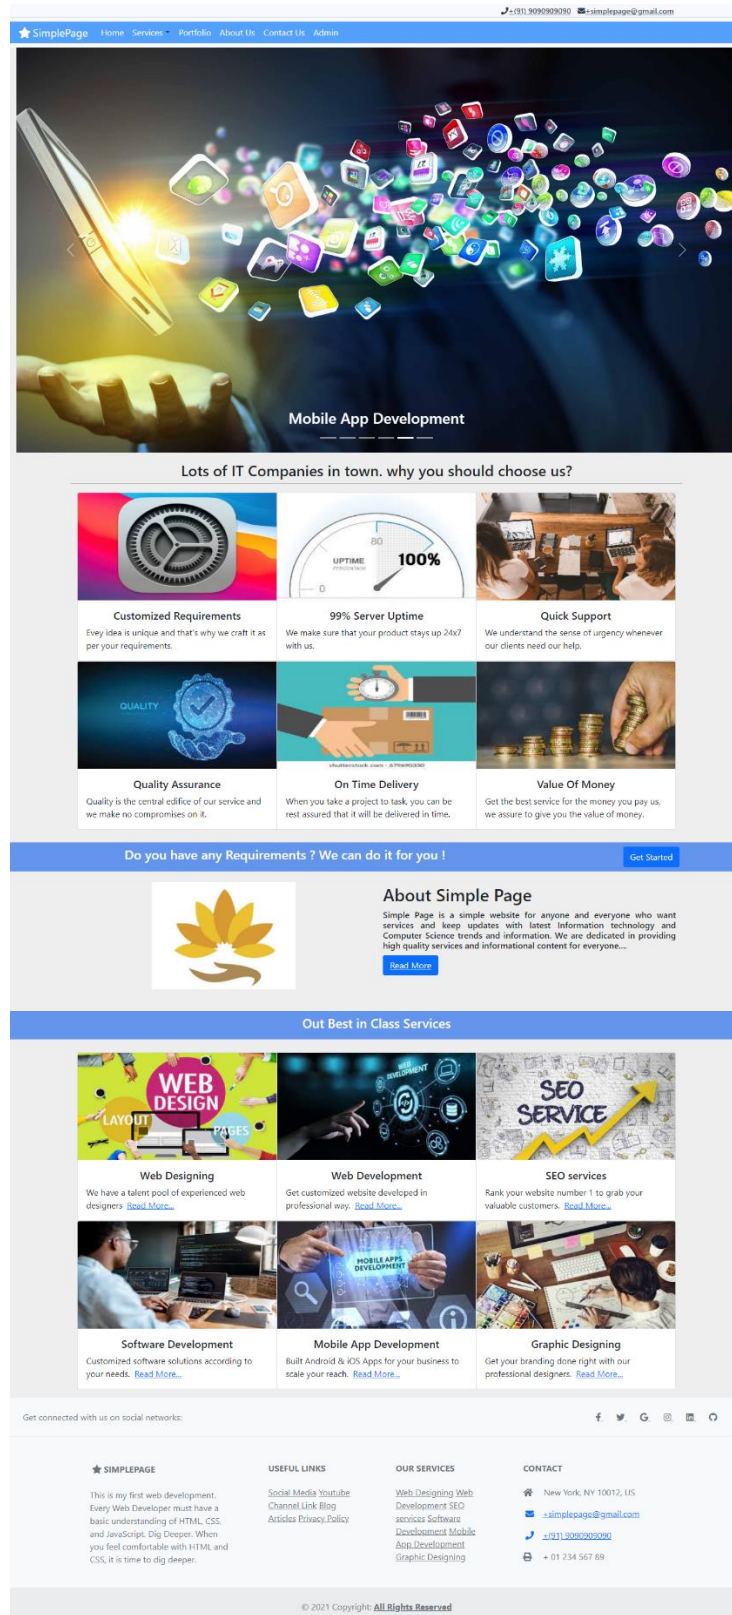 +(91) 9090909090 +simplepage@gmail.com
SimplePage Home Services Portfolio About Us Contact Us Admin
Mobile App Development
Lots of IT Companies in town. why you should choose us?
80
UPTIME
PERCENTAGE
100%
0
Customized Requirements
Evey idea is unique and that's why we craft it as
per your requirements.
99% Server Uptime
We make sure that your product stays up 24x7
with us.
Quick Support
We understand the sense of urgency whenever
our clients need our help.
QUALITY
shutterstock.com · 679690330
Quality Assurance
Quality is the central edifice of our service and
we make no compromises on it.
On Time Delivery
When you take a project to task, you can be
rest assured that it will be delivered in time.
Value Of Money
Get the best service for the money you pay us,
we assure to give you the value of money.
Do you have any Requirements ? We can do it for you !
Get Started
About Simple Page
Simple Page is a simple website for anyone and everyone who want
services and keep updates with latest Information technology and
Computer Science trends and information. We are dedicated in providing
high quality services and informational content for everyone....
Read More
Out Best in Class Services
WEB
DESIGN
LAYOUT
PAGES
WEB
DEVELOPMENT
SEO
SERVICE
Web Designing
We have a talent pool of experienced web
designers Read More...
Web Development
Get customized website developed in
professional way. Read More...
SEO services
Rank your website number 1 to grab your
valuable customers. Read More...
MOBILE APPS
DEVELOPMENT
Software Development
Customized software solutions according to
your needs. Read More...
Mobile App Development
Built Android & iOS Apps for your business to
scale your reach. Read More...
Graphic Designing
Get your branding done right with our
professional designers. Read More...
Get connected with us on social networks:
SIMPLEPAGE
This is my first web development.
Every Web Developer must have a
basic understanding of HTML, CSS,
and JavaScript. Dig Deeper. When
you feel comfortable with HTML and
CSS, it is time to dig deeper.
USEFUL LINKS
Social Media Youtube
Channel Link Blog
Articles Privacy Policy
OUR SERVICES
Web Designing Web
Development SEO
services Software
Development Mobile
App Development
Graphic Designing
CONTACT
New York, NY 10012, US
+simplepage@gmail.com
+(91) 9090909090
+ 01 234 567 89
© 2021 Copyright: All Rights Reserved